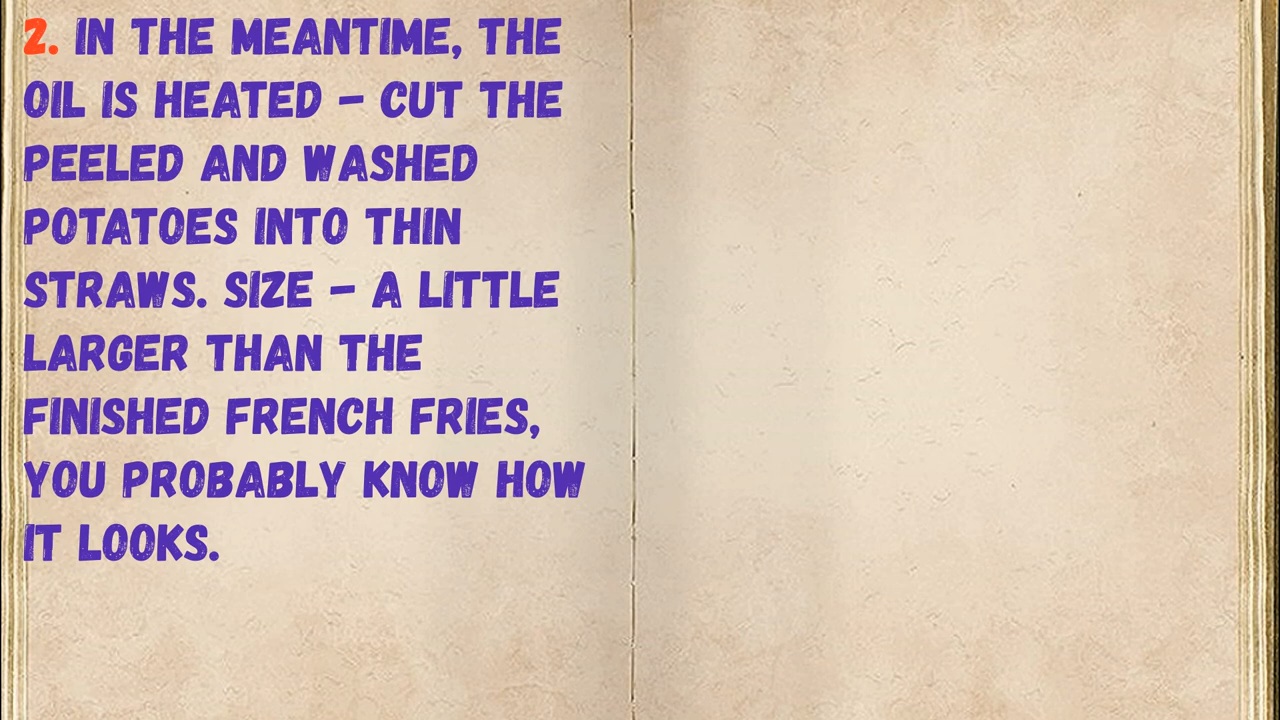 2. IN THE MEANTIME, THE
OIL IS HEATED – CUT THE
PEELED AND WASHED
POTATOES INTO THIN
STRAWS. SIZE – A LITTLE
LARGER THAN THE
FINISHED FRENCH FRIES,
YOU PROBABLY KNOW HOW
IT LOOKS.